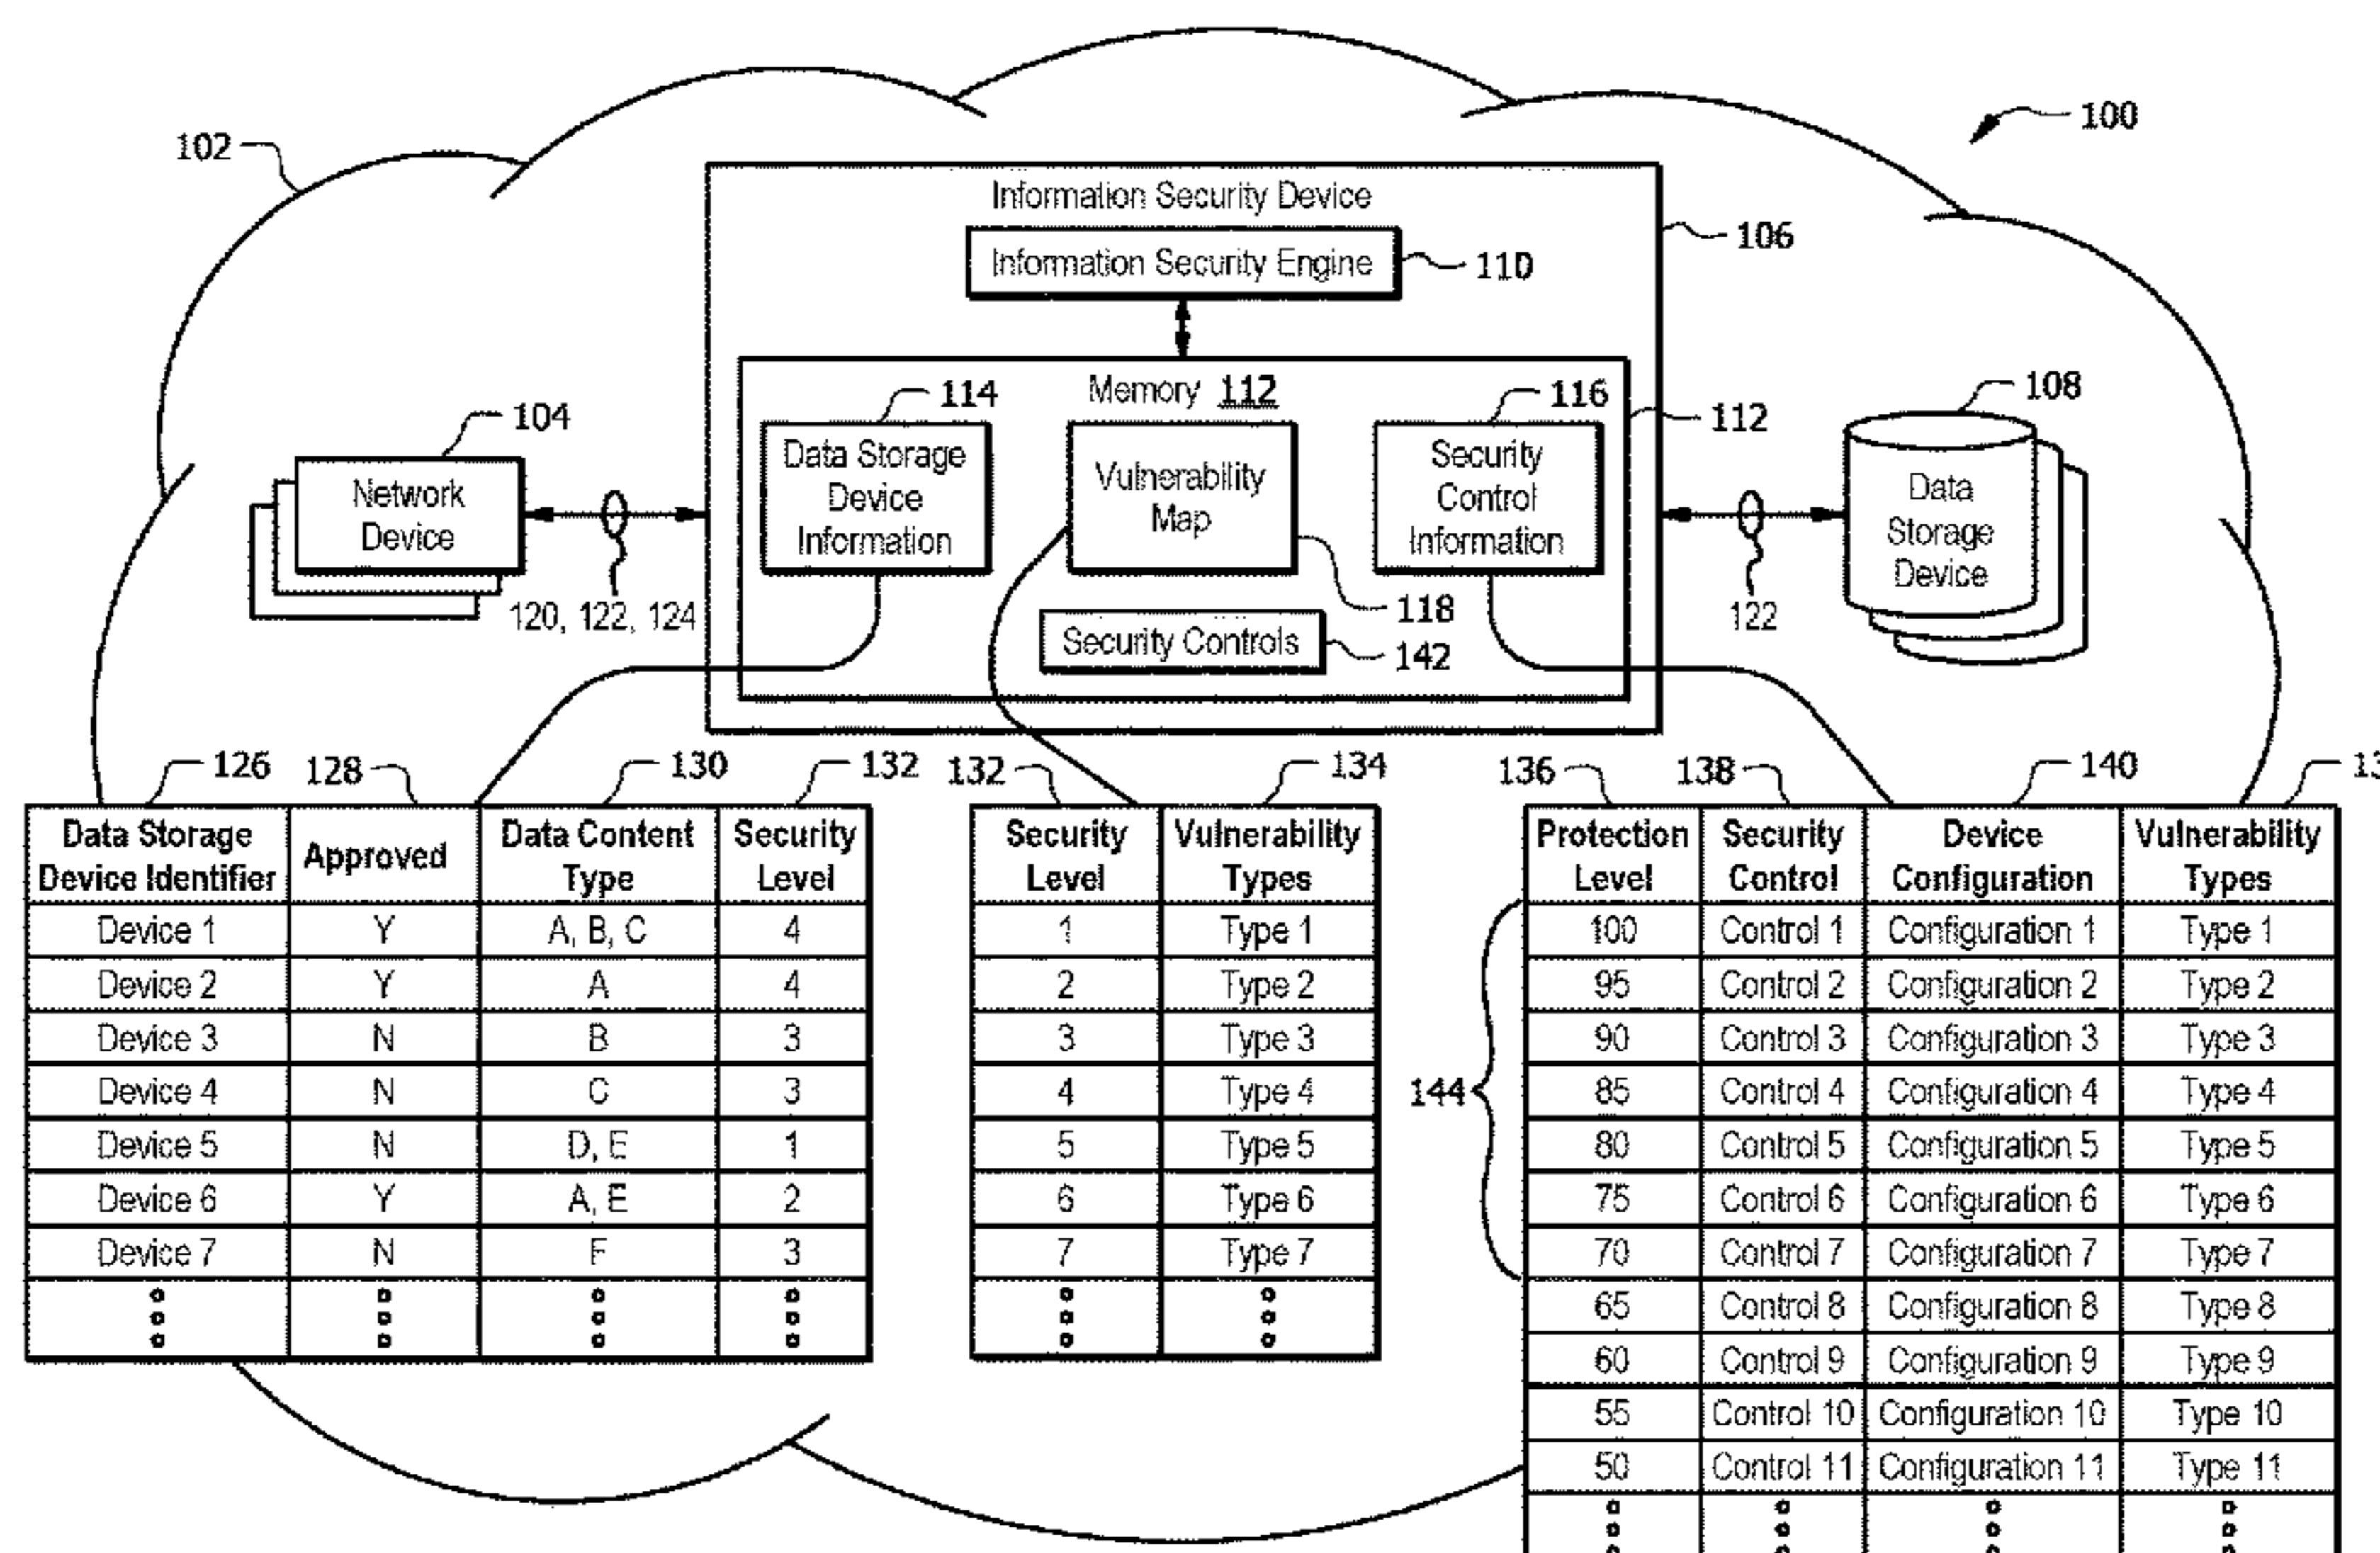 100
102
Information Security Device
106
Information Security Engine
110
114
Memory 112
116
112
108
104
Data Storage
Device
Information
Vulnerability
Map
Security
Control
Information
Network
Device
Data
Storage
Device
120, 122, 124
118
122
Security Controls
142
126
128
130
132
Data Storage
Device Identifier
Approved
Data Content
Type
Security
Level
Device 1 Y A, B, C 4
Device 2 Y A 4
Device 3 N B 3
Device 4 N C 3
Device 5 N D, E 1
Device 6 Y A, E 2
Device 7 N F 3
132
134
Security
Level
Vulnerability
Types
1 Type 1
2 Type 2
3 Type 3
4 Type 4
5 Type 5
6 Type 6
7 Type 7
136
138
140
Protection
Level
Security
Control
Device
Configuration
Vulnerability
Types
144
100 Control 1 Configuration 1 Type 1
95 Control 2 Configuration 2 Type 2
90 Control 3 Configuration 3 Type 3
85 Control 4 Configuration 4 Type 4
80 Control 5 Configuration 5 Type 5
75 Control 6 Configuration 6 Type 6
70 Control 7 Configuration 7 Type 7
65 Control 8 Configuration 8 Type 8
60 Control 9 Configuration 9 Type 9
55 Control 10 Configuration 10 Type 10
50 Control 11 Configuration 11 Type 11